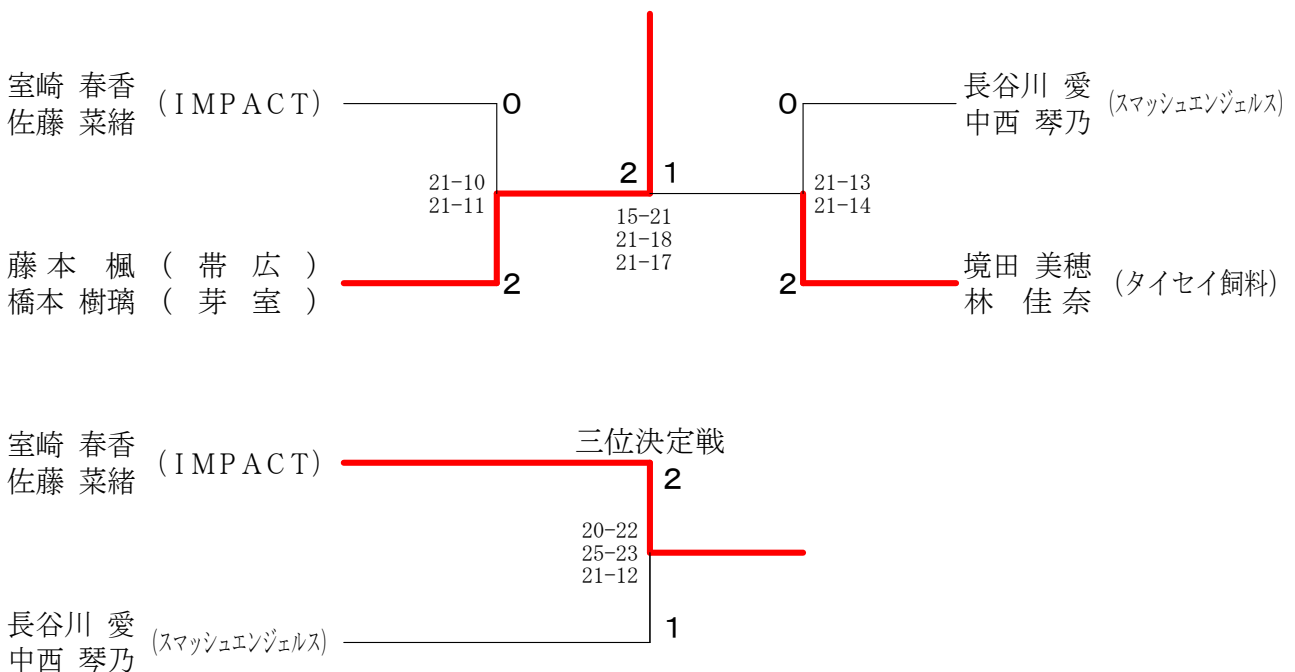 室崎 春香
佐藤 菜緒
(IMPACT)
0
0
長谷川 愛
中西 琴乃
(スマッシュエンジェルス)
21-10
21-11
2
1
21-13
21-14
15-21
21-18
21-17
藤本 楓 (帯広)
橋本 樹璃 (芽室)
2
2
境田 美穂
林 佳奈
(タイセイ飼料)
室崎 春香
佐藤 菜緒
(IMPACT)
三位決定戦
2
20-22
25-23
21-12
長谷川 愛
中西 琴乃
(スマッシュエンジェルス)
1